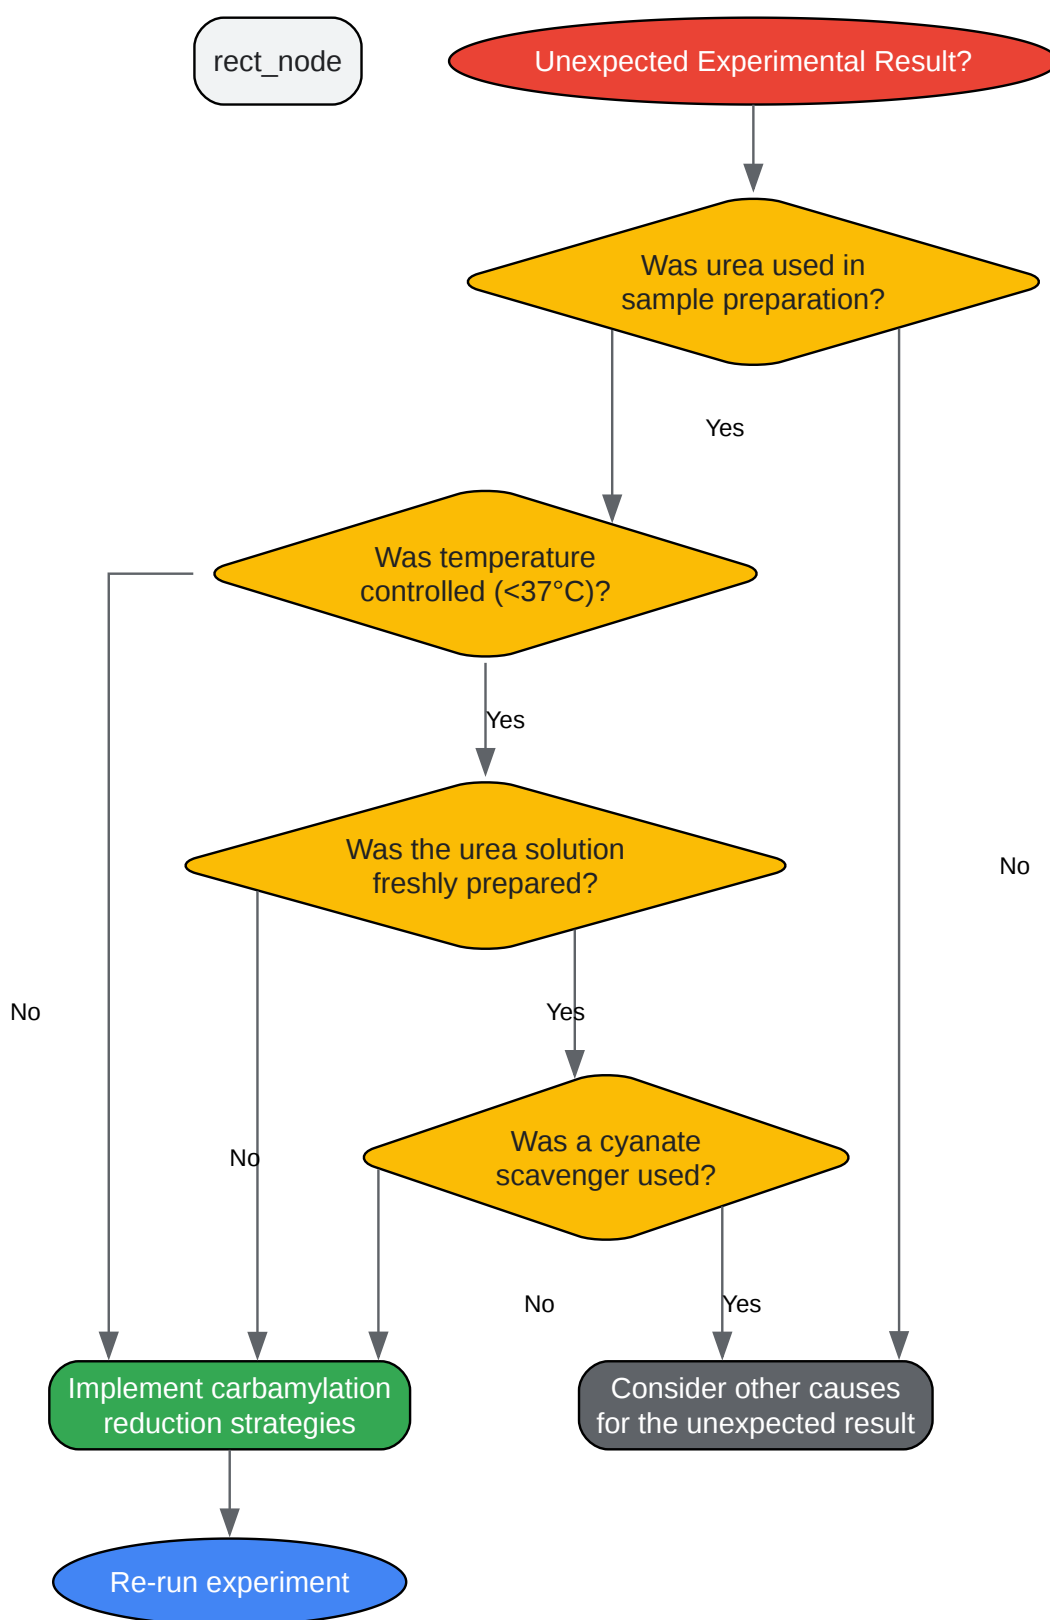 rect_node
Unexpected Experimental Result?
Was urea used in
sample preparation?
Yes
Was temperature
controlled (<37°C)?
Yes
Was the urea solution
freshly prepared?
No
No
Yes
Was a cyanate
scavenger used?
No
No
Yes
Implement carbamylation
reduction strategies
Consider other causes
for the unexpected result
Re-run experiment